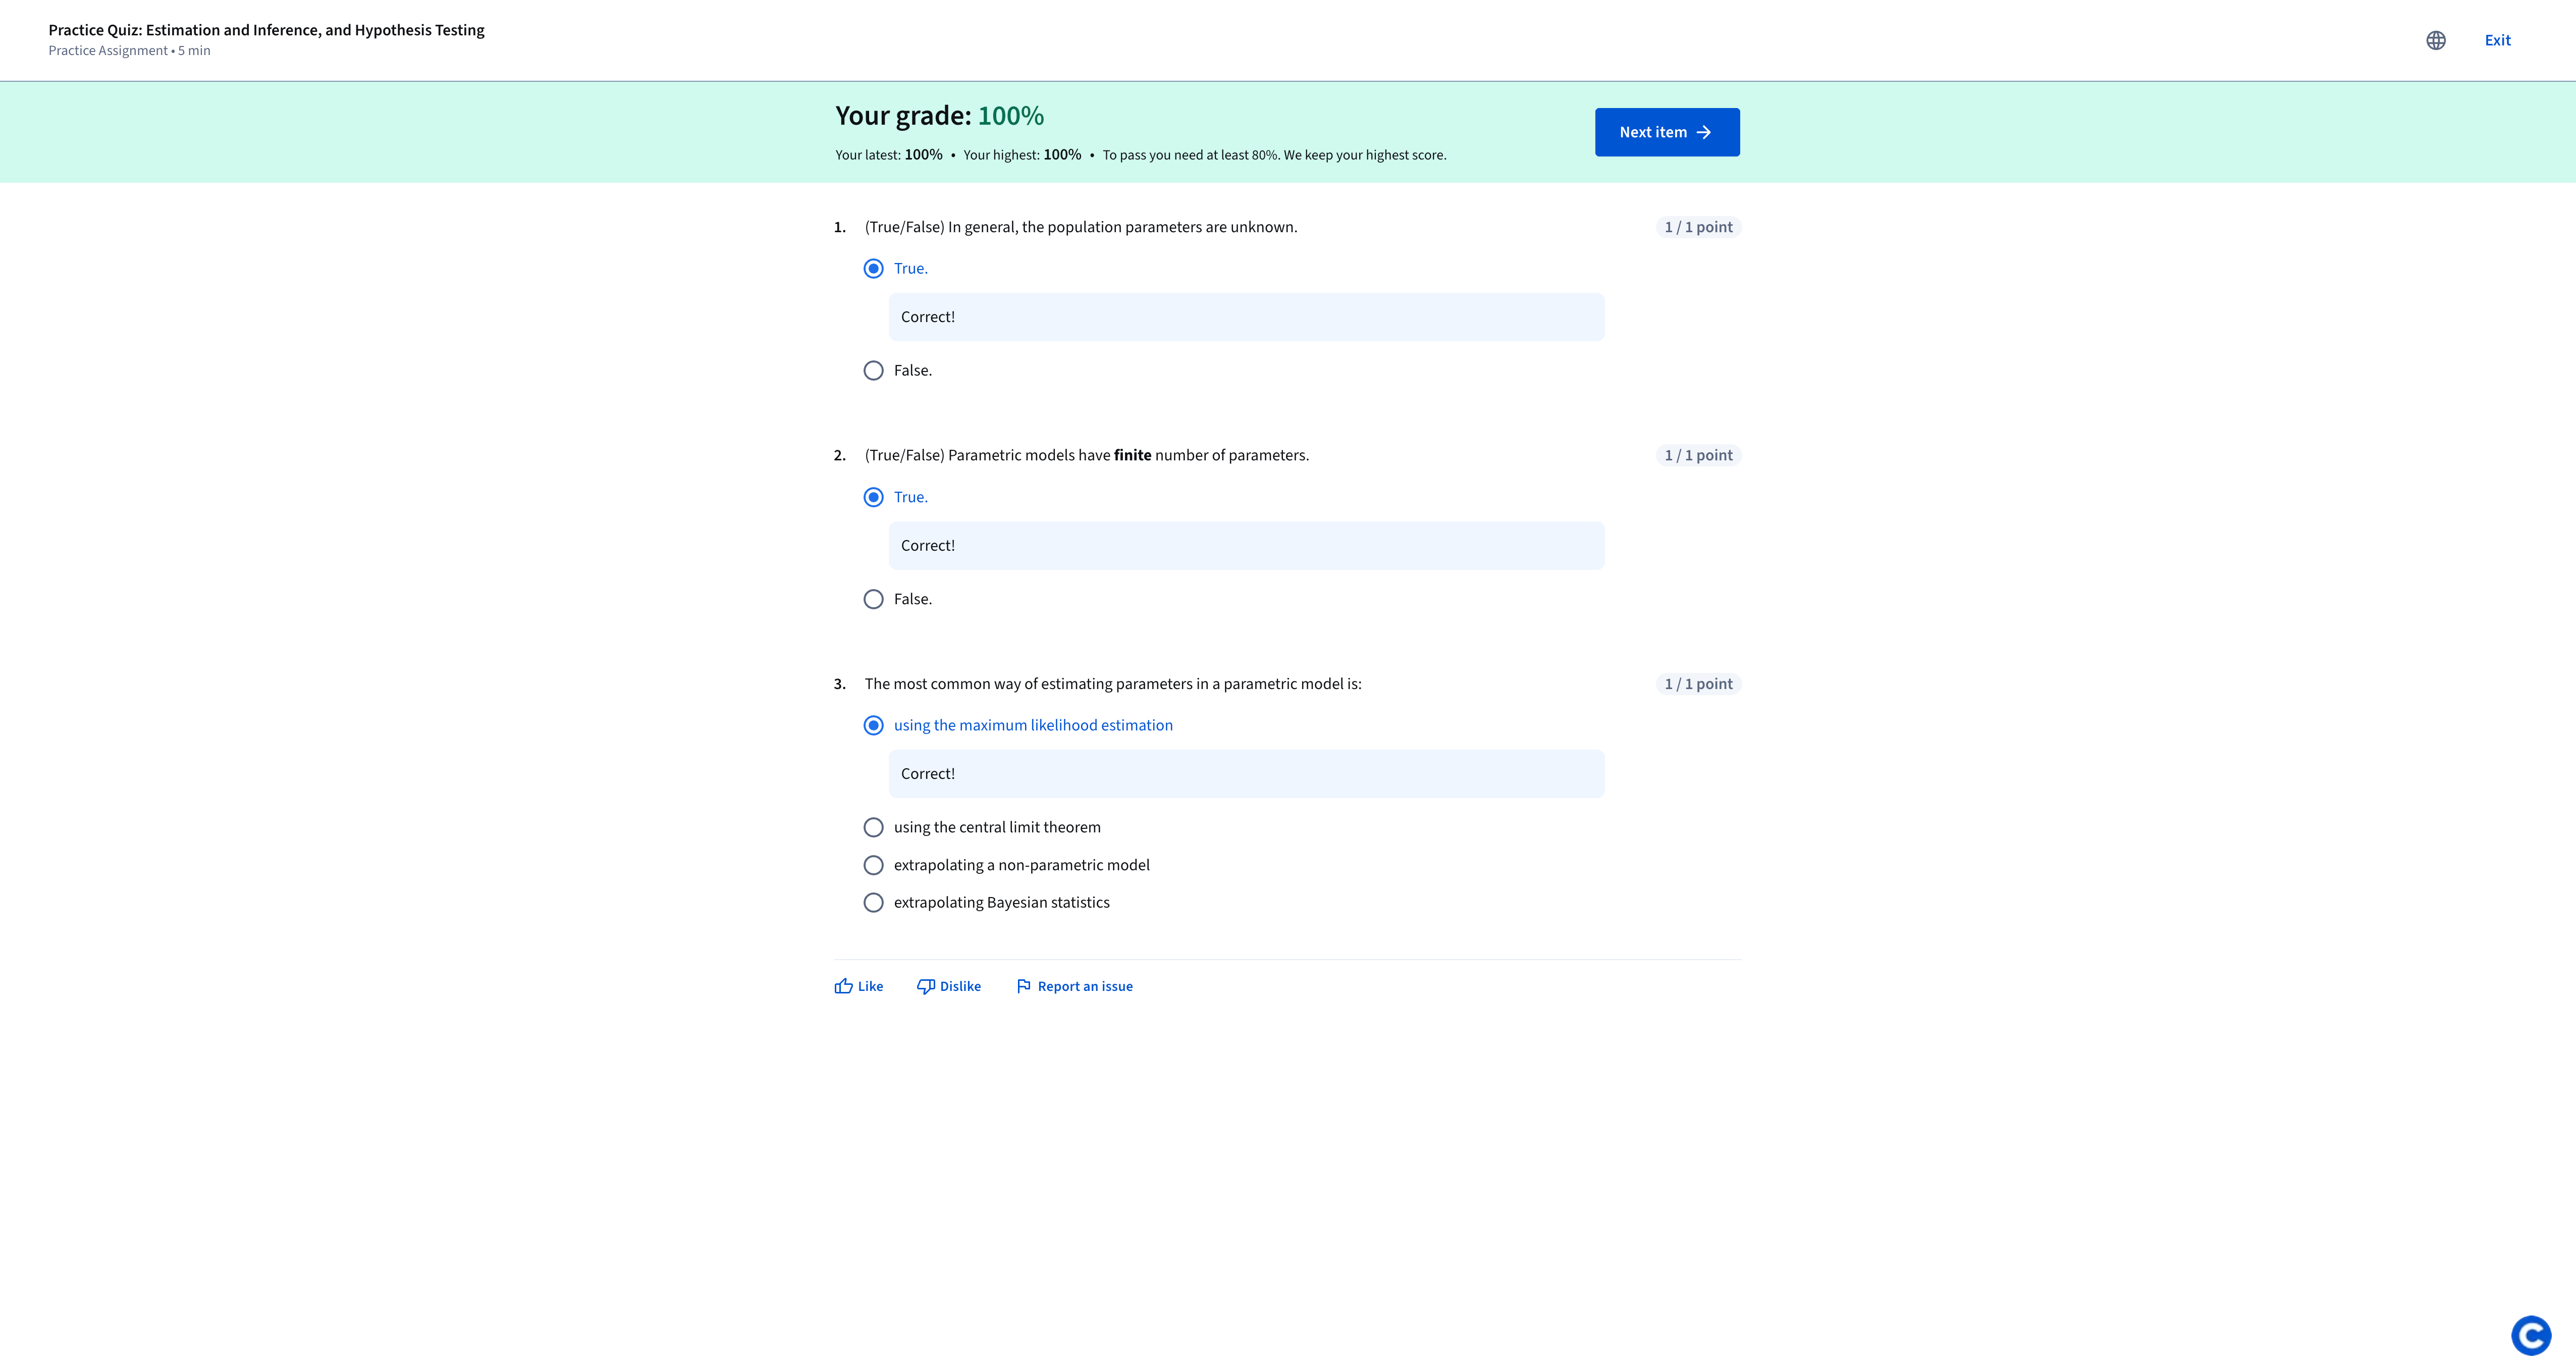 Practice Quiz: Estimation and Inference, and Hypothesis Testing
Practice Assignment • 5 min
Exit
Your grade: 100%
Next item
Your latest: 100% • Your highest: 100% • To pass you need at least 80%. We keep your highest score.
1. (True/False) In general, the population parameters are unknown.
1 / 1 point
True.
Correct!
False.
2. (True/False) Parametric models have finite number of parameters.
1 / 1 point
True.
Correct!
False.
3. The most common way of estimating parameters in a parametric model is:
1 / 1 point
using the maximum likelihood estimation
Correct!
using the central limit theorem
extrapolating a non-parametric model
extrapolating Bayesian statistics
Like Dislike Report an issue